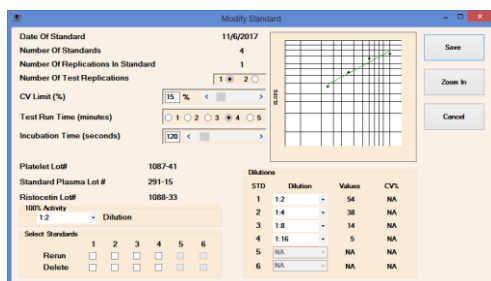 Modify Standard
Date Of Standard 11/6/2017
Number Of Standards 4
Number Of Replications In Standard 1
Number Of Test Replications 1 2
CV Limit (%) 15 %
Test Run Time (minutes) 1 2 3 4 5
Incubation Time (seconds) 120
SLOPE
Save
Zoom In
Cancel
Platelet Lot# 1087-41
Standard Plasma Lot # 291-15
Ristocetin Lot# 1088-33
100% Activity
1:2 Dilution
Select Standards
1 2 3 4 5 6
Rerun
Delete
Dilutions
STD Dilution Values CV%
1 1:2 54 NA
2 1:4 38 NA
3 1:8 14 NA
4 1:16 5 NA
5 NA NA NA
6 NA NA NA